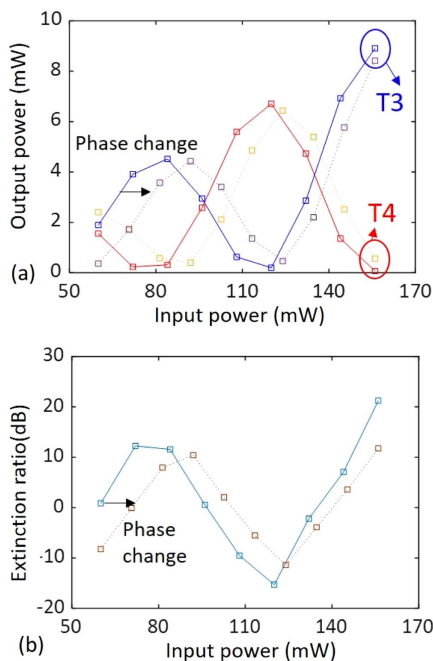 10
8
6
4
2
0
Output power (mW)
Phase change
T3
T4
(a)
50
80
110
140
170
Input power (mW)
30
20
10
0
-10
-20
Extinction ratio(dB)
Phase
change
50
80
110
140
170
(b)
Input power (mW)